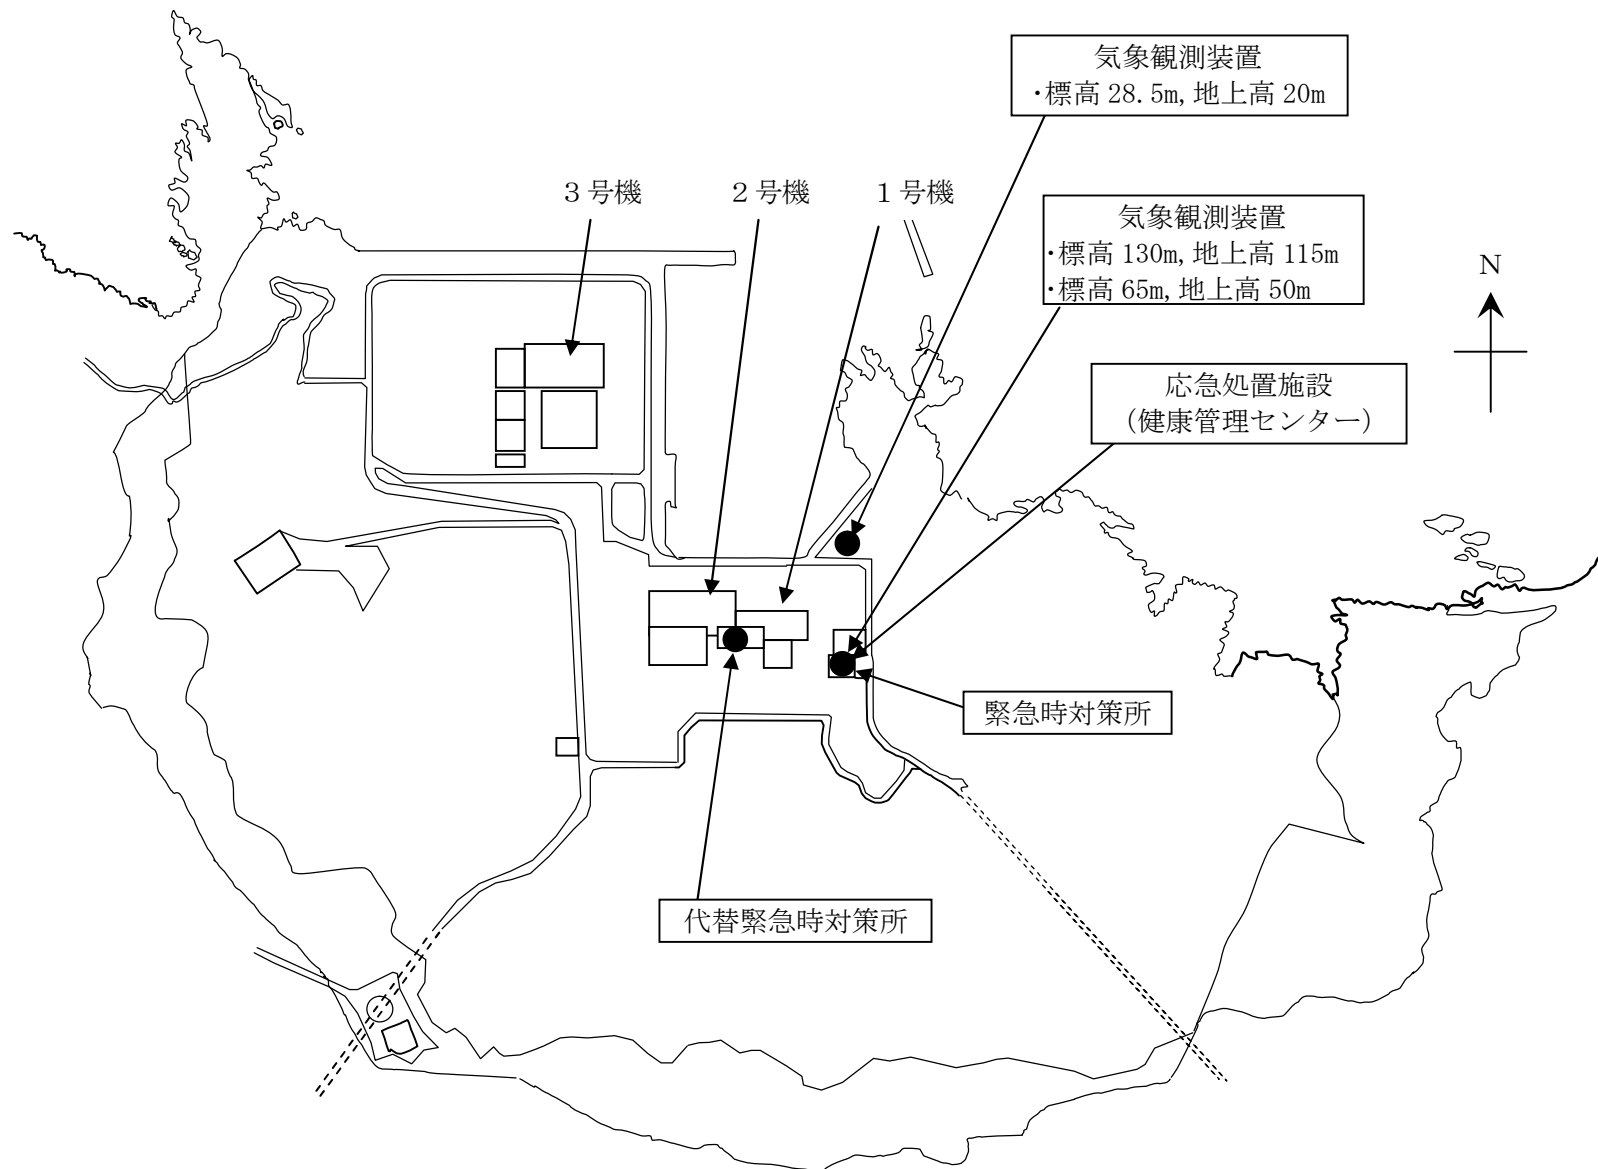 気象観測装置
・標高 28.5m, 地上高 20m
3号機
2号機
1号機
気象観測装置
・標高 130m, 地上高 115m
・標高 65m, 地上高 50m
N
応急処置施設
(健康管理センター)
緊急時対策所
代替緊急時対策所